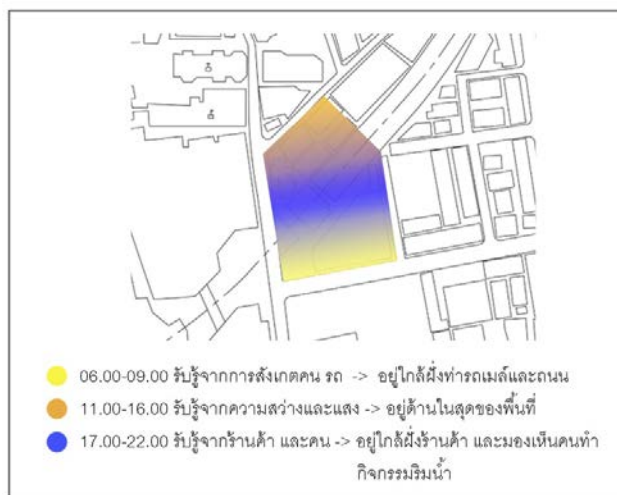 06.00-09.00 รับรู้จากการสังเกตคน รถ -> อยู่ใกล้ฝั่งท่ารถเมล์และถนน
11.00-16.00 รับรู้จากความสว่างและแสง -> อยู่ด้านในสุดของพื้นที่
17.00-22.00 รับรู้จากร้านค้า และคน -> อยู่ใกล้ฝั่งร้านค้า และมองเห็นคนทำ
กิจกรรมริมน้ำ